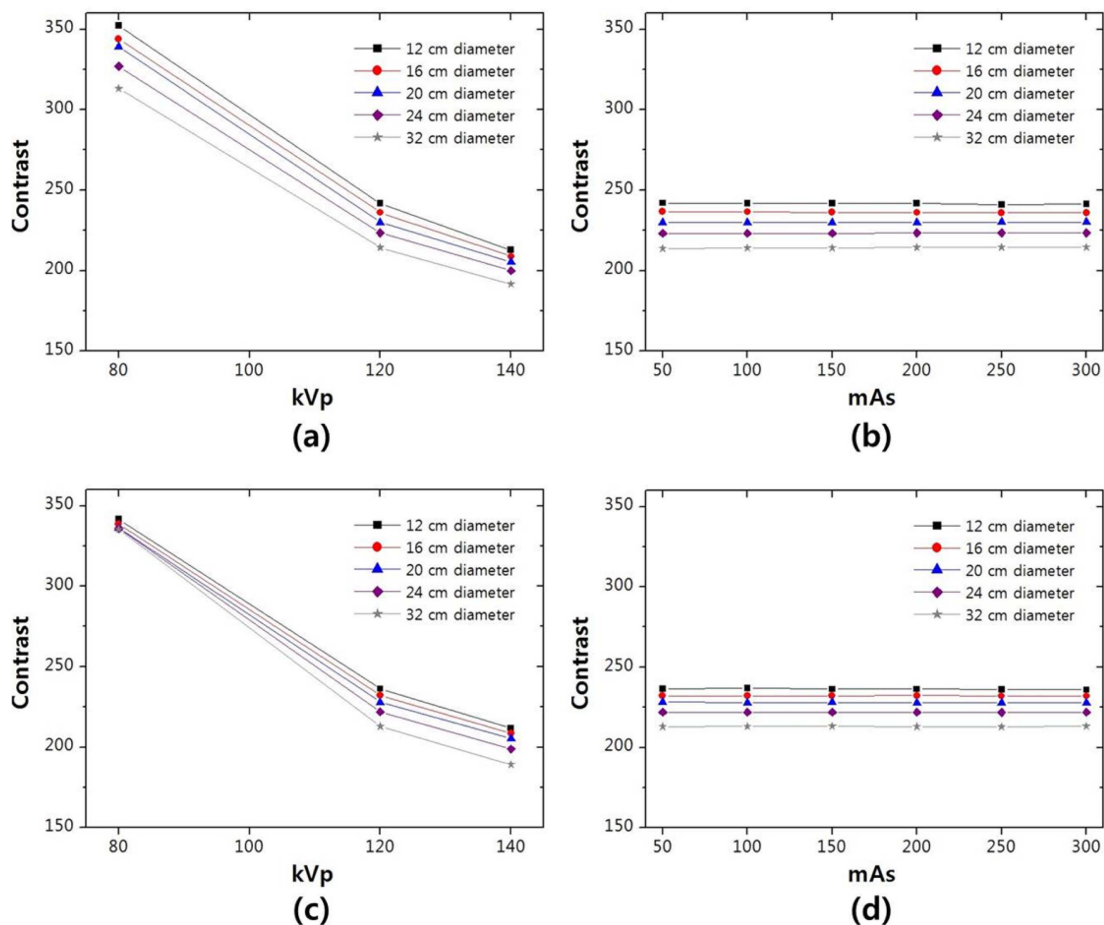 350
300
250
200
150
Contrast
12 cm diameter
16 cm diameter
20 cm diameter
24 cm diameter
32 cm diameter
80
100
120
140
kVp
(a)
350
300
250
200
150
Contrast
12 cm diameter
16 cm diameter
20 cm diameter
24 cm diameter
32 cm diameter
50
100
150
200
250
300
mAs
(b)
350
300
250
200
150
Contrast
12 cm diameter
16 cm diameter
20 cm diameter
24 cm diameter
32 cm diameter
80
100
120
140
kVp
(c)
350
300
250
200
150
Contrast
12 cm diameter
16 cm diameter
20 cm diameter
24 cm diameter
32 cm diameter
50
100
150
200
250
300
mAs
(d)